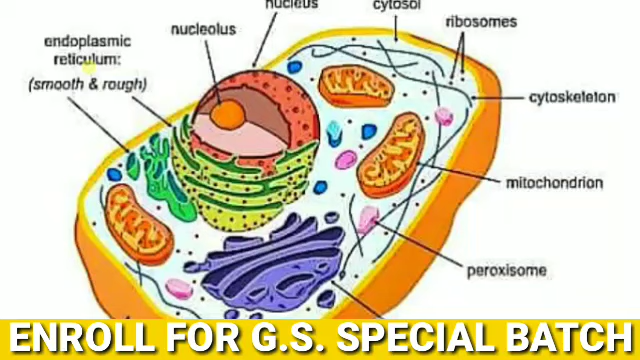 nucleus
cytosol
nucleolus
ribosomes
endoplasmic
reticulum:
(smooth & rough)
cytoskeleton
mitochondrion
peroxisome
ENROLL FOR G.S. SPECIAL BATCH